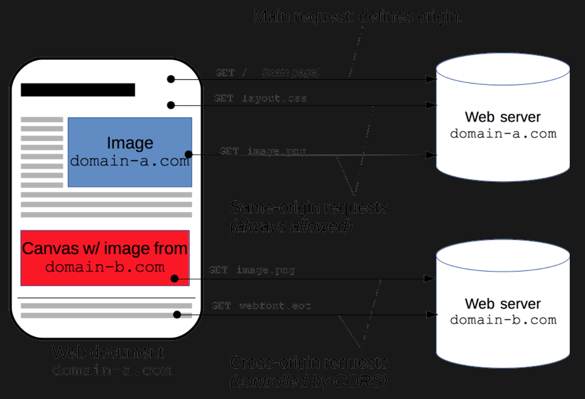 Main request: defines origin.
GET / (main page)
GET layout.css
Image
domain-a.com
GET image.png
Web server
domain-a.com
Same-origin requests
(always allowed)
Canvas w/ image from
domain-b.com
GET image.png
GET webfont.eot
Web server
domain-b.com
Web document
domain-a.com
Cross-origin requests
(controlled by CORS)